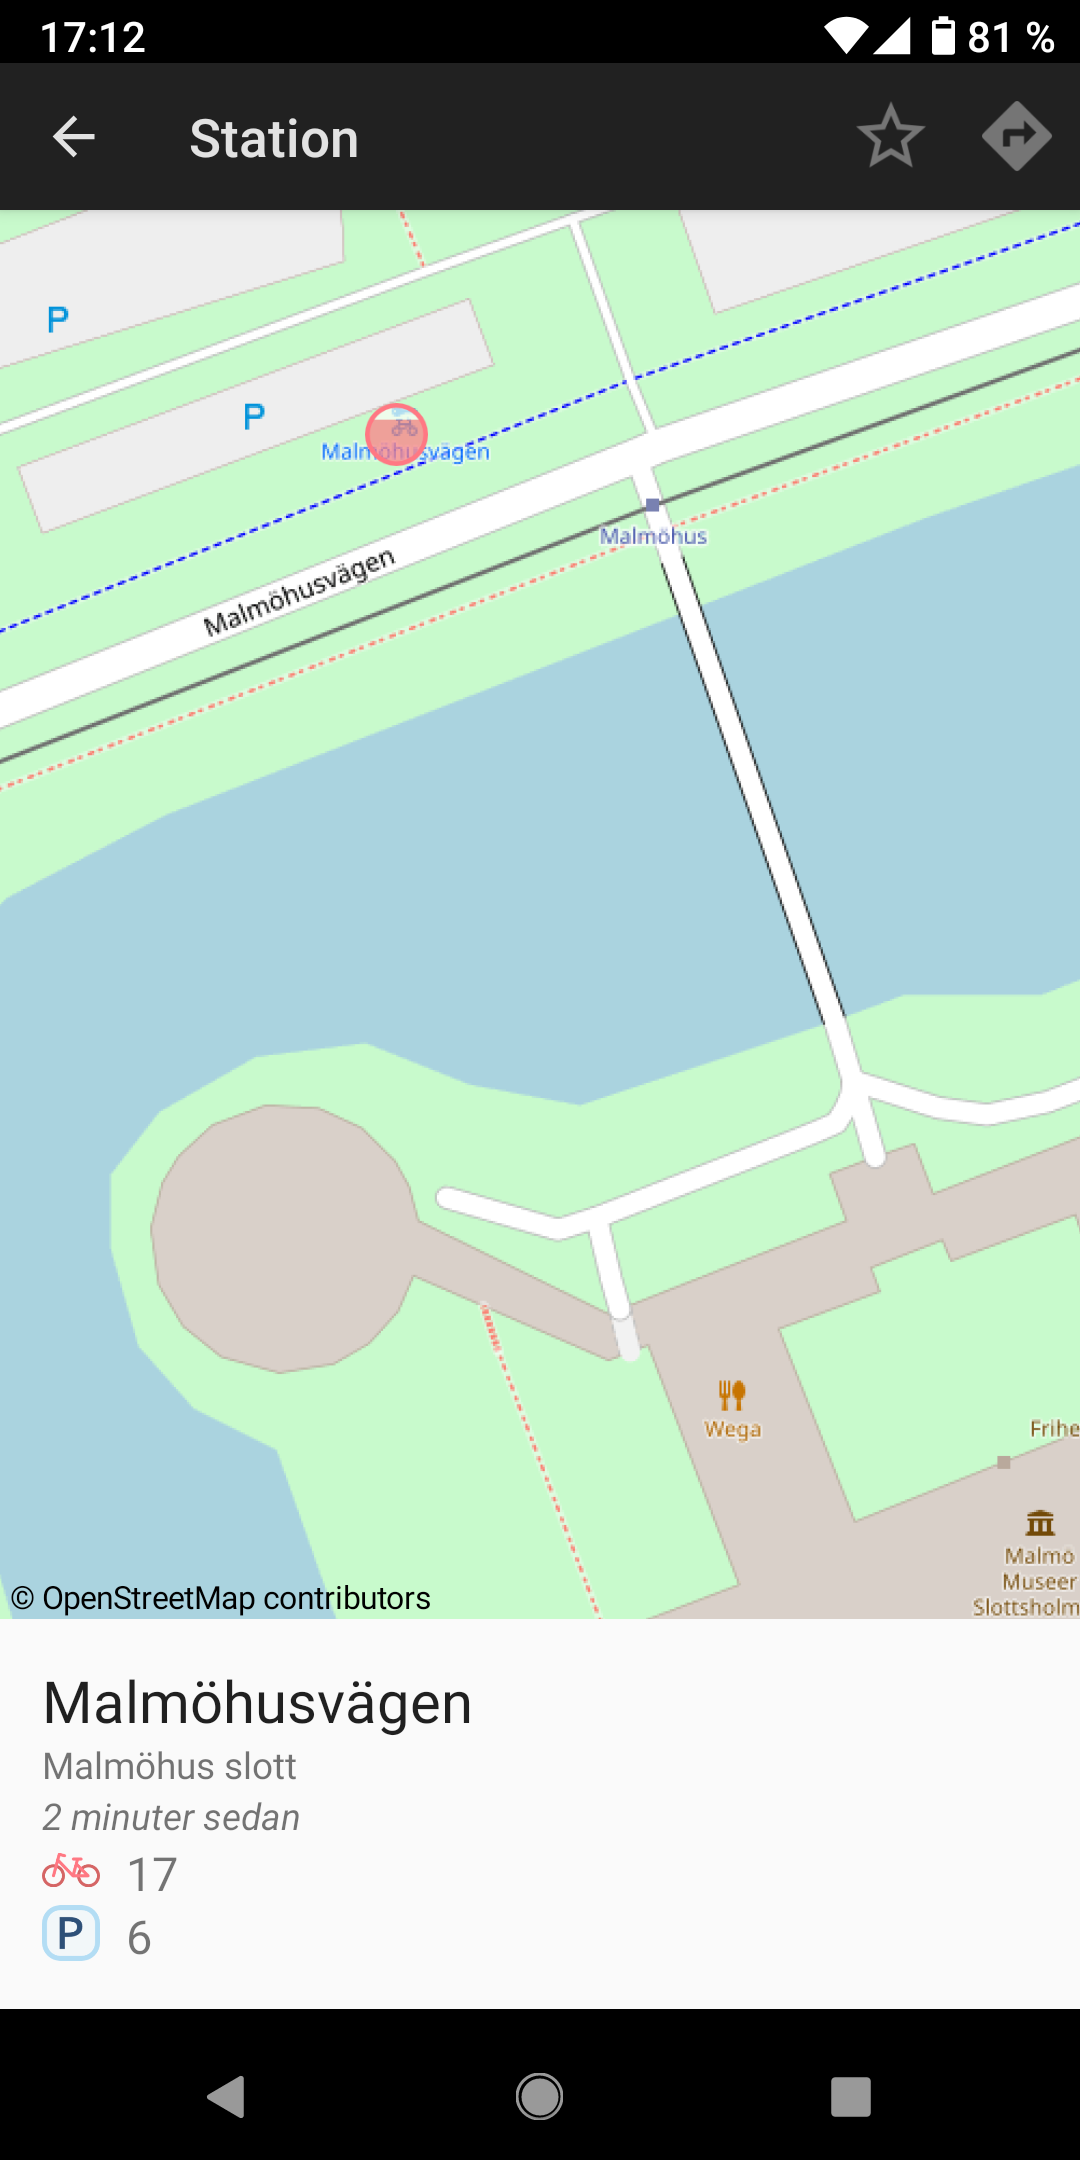 17:12
81 %
Station
P
P
Malmöhusvägen
Malmöhus
Malmöhusvägen
Wega
Frihe
Malmö
Museer
Slottsholm
© OpenStreetMap contributors
Malmöhusvägen
Malmöhus slott
2 minuter sedan
17
P
6